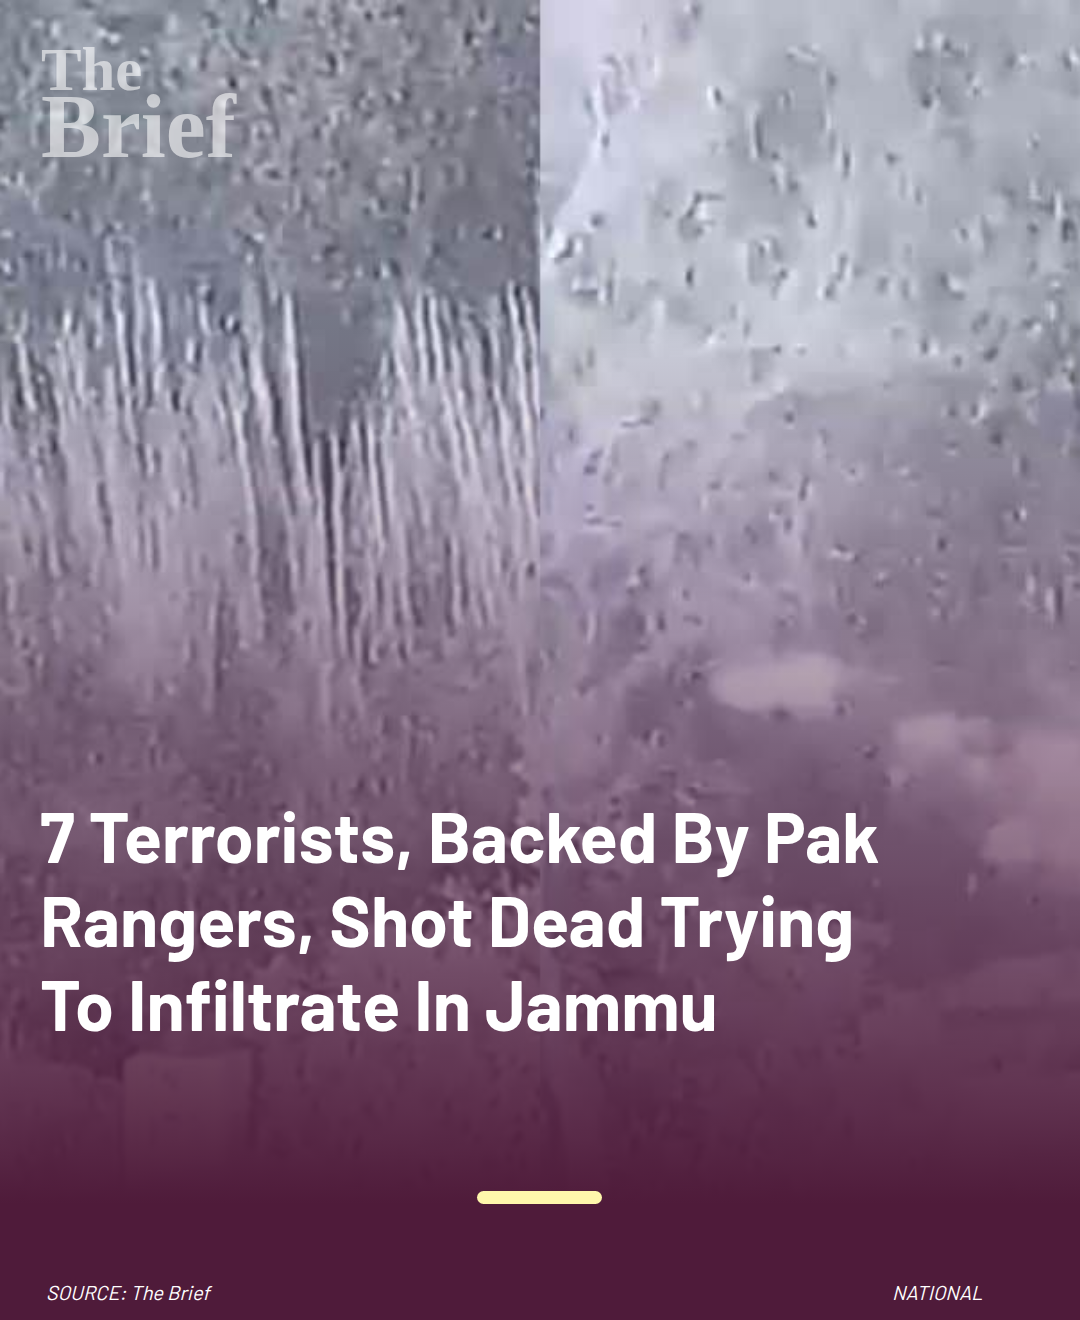 The
Brief
7 Terrorists, Backed By Pak
Rangers, Shot Dead Trying
To Infiltrate In Jammu
SOURCE: The Brief
NATIONAL